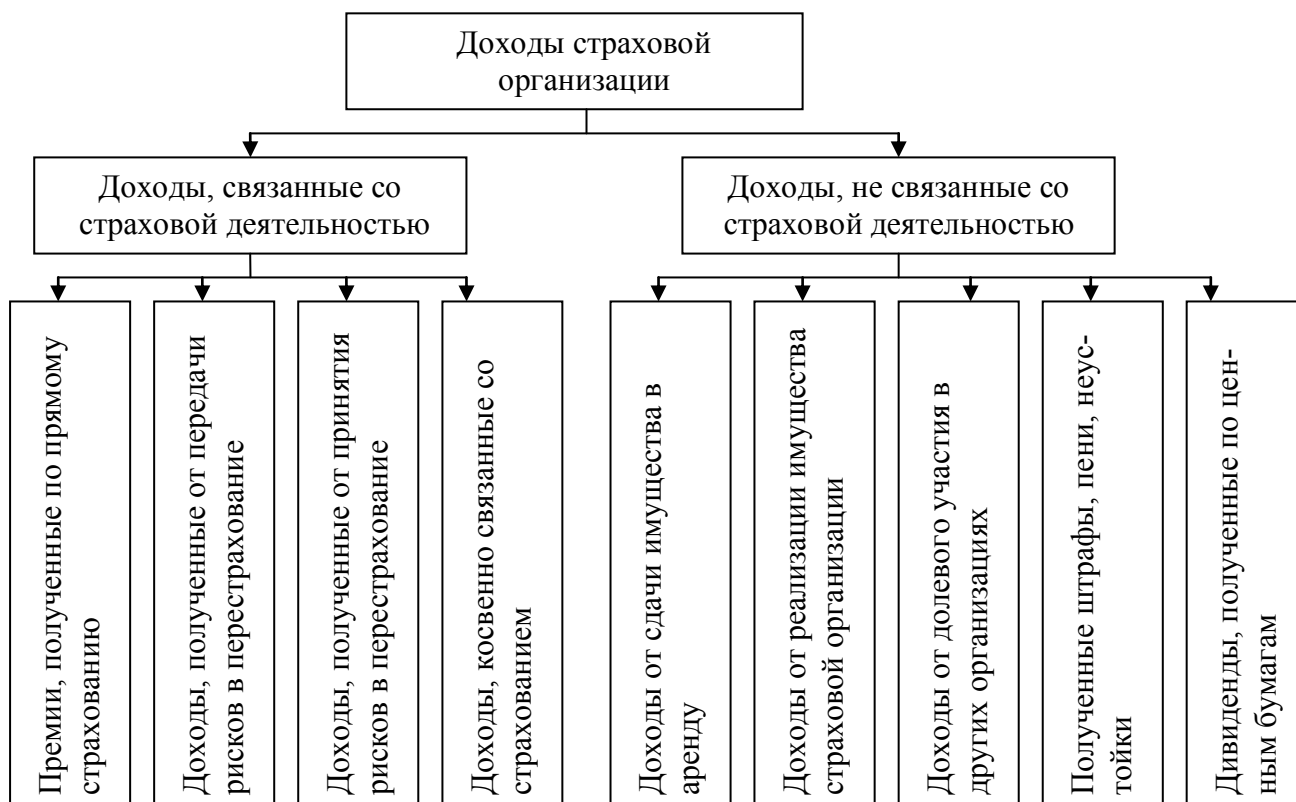 Доходы страховой
организации
Доходы, связанные со
страховой деятельностью
Доходы, не связанные со
страховой деятельностью
Премии, полученные по прямому
страхованию
Доходы, полученные от передачи
рисков в перестрахование
Доходы, получение от принятия
рисков в перестрахование
Доходы, косвенно связанные со
страхованием
Доходы от сдачи имущества в
аренду
Доходы от реализации имущества
страховой организации
Доходы от долевого участия в
других организациях
Полученные штрафы, пени, неус-
тойки
Дивиденды, полученные по цен-
ным бумагам